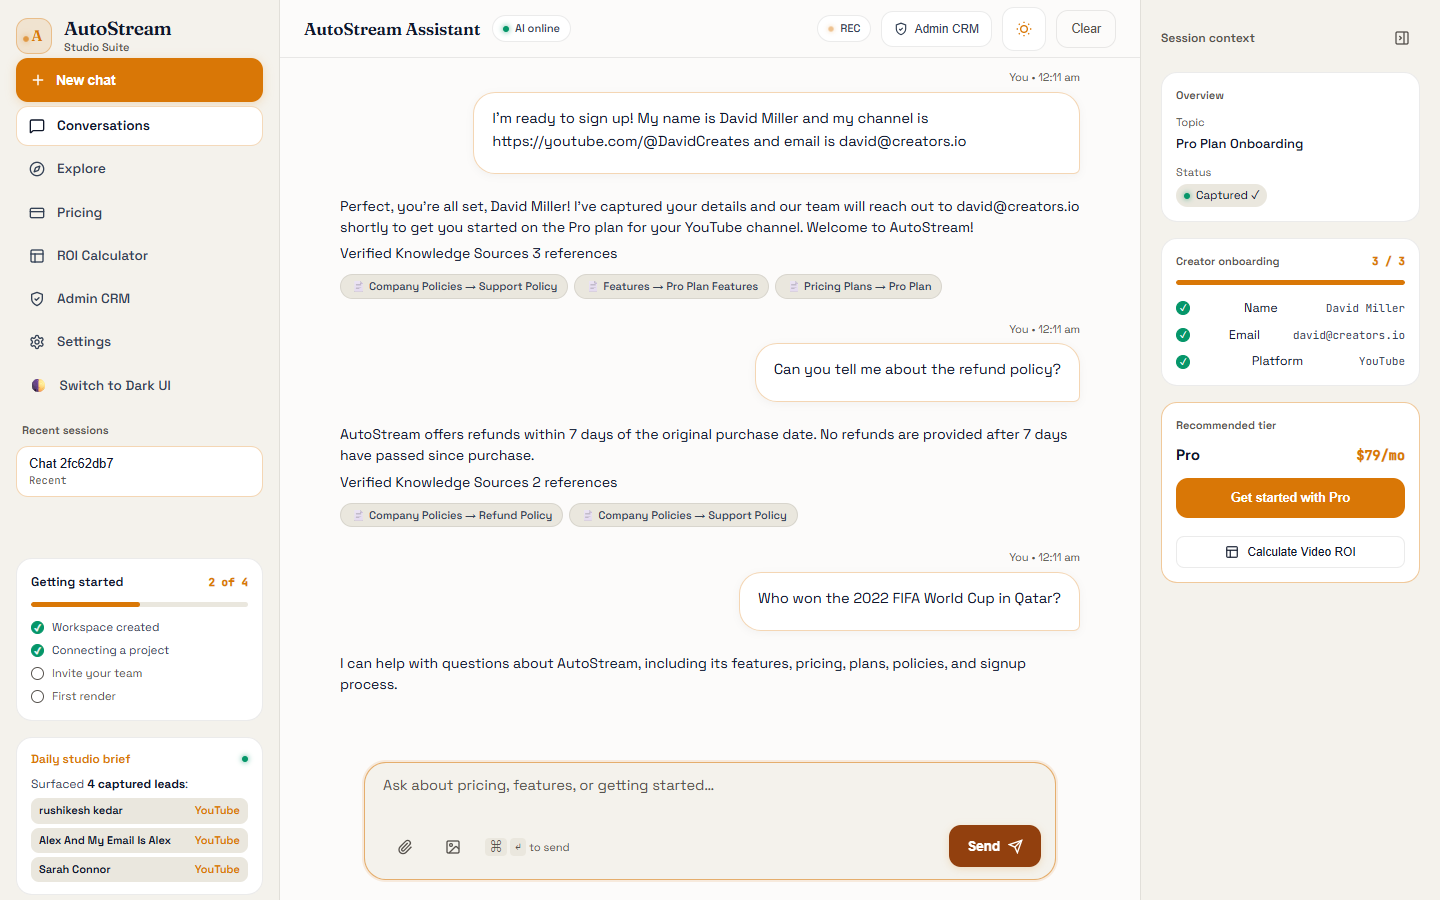 A
AutoStream
Studio Suite
New chat
Conversations
Explore
Pricing
ROI Calculator
Admin CRM
Settings
Switch to Dark UI
Recent sessions
Chat 2fc62db7
Recent
Getting started 2 of 4
Workspace created
Connecting a project
Invite your team
First render
Daily studio brief
Surfaced 4 captured leads:
rushikesh kedar YouTube
Alex And My Email Is Alex YouTube
Sarah Connor YouTube
AutoStream Assistant AI online REC Admin CRM Clear
You • 12:11 am
I'm ready to sign up! My name is David Miller and my channel is
https://youtube.com/@DavidCreates and email is david@creators.io
Perfect, you're all set, David Miller! I've captured your details and our team will reach out to david@creators.io
shortly to get you started on the Pro plan for your YouTube channel. Welcome to AutoStream!
Verified Knowledge Sources 3 references
Company Policies → Support Policy Features → Pro Plan Features Pricing Plans → Pro Plan
You • 12:11 am
Can you tell me about the refund policy?
AutoStream offers refunds within 7 days of the original purchase date. No refunds are provided after 7 days
have passed since purchase.
Verified Knowledge Sources 2 references
Company Policies → Refund Policy Company Policies → Support Policy
You • 12:11 am
Who won the 2022 FIFA World Cup in Qatar?
I can help with questions about AutoStream, including its features, pricing, plans, policies, and signup
process.
Ask about pricing, features, or getting started...
⌘ ↵ to send
Send
Session context
Overview
Topic
Pro Plan Onboarding
Status
Captured ✓
Creator onboarding 3 / 3
Name David Miller
Email david@creators.io
Platform YouTube
Recommended tier
Pro $79/mo
Get started with Pro
Calculate Video ROI